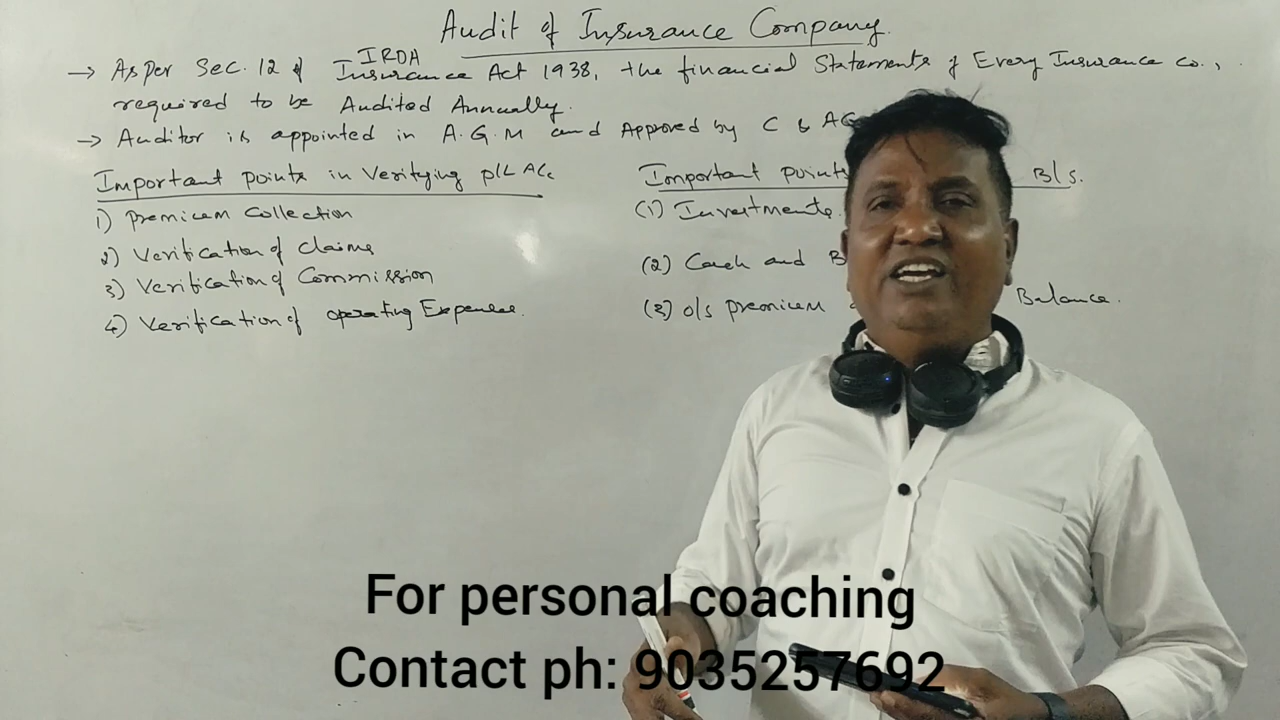 Audit of Insurance Company.
IRDA
→ As per Sec. 12 of Insurance Act 1938, the financial Statements of Every Insurance co.,
required to be Audited Annually.
→ Auditor is appointed in A.G.M and Approved by C & AG
Important points in Verifying P/L A/c
1) Premium Collection
2) Verification of Claims
3) Verification of Commission
4) Verification of operating Expenses.
Important points B/s.
(1) Investments.
(2) Cash and B
(3) o/s premium Balance.
For personal coaching
Contact ph: 9035257692